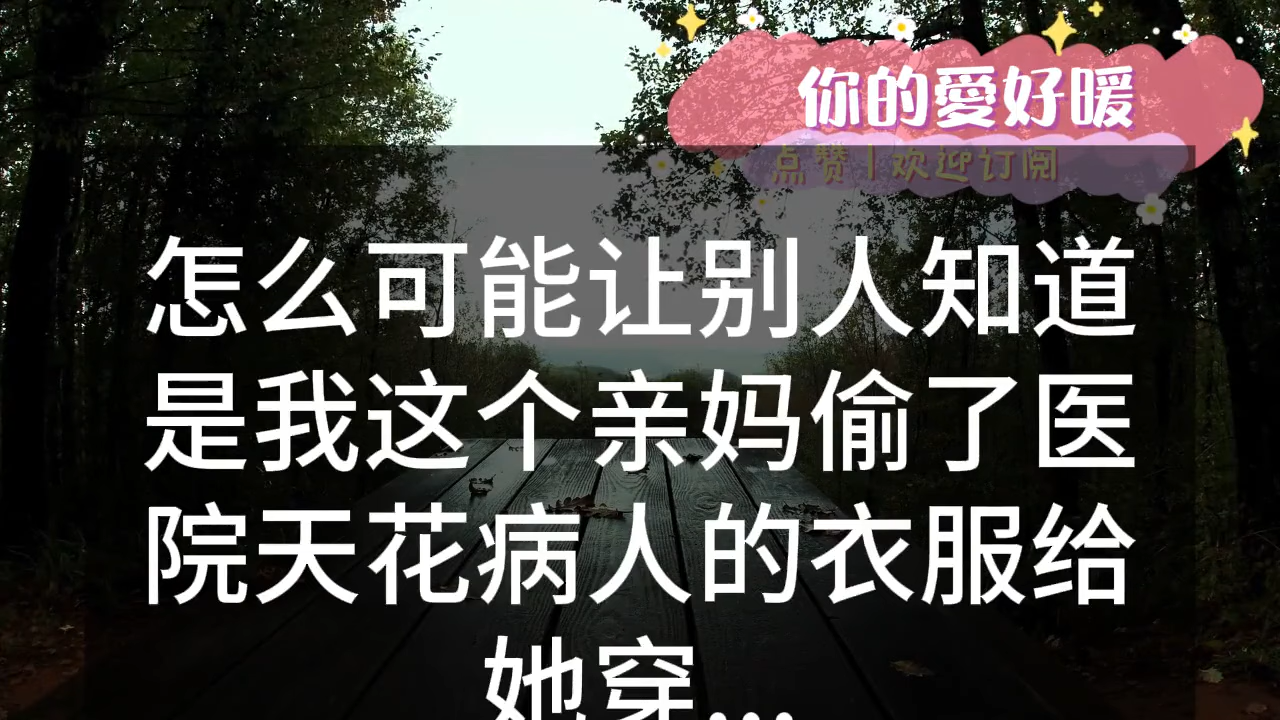 你的愛好暖
点赞丨欢迎订阅
怎么可能让别人知道
是我这个亲妈偷了医
院天花病人的衣服给
她穿...